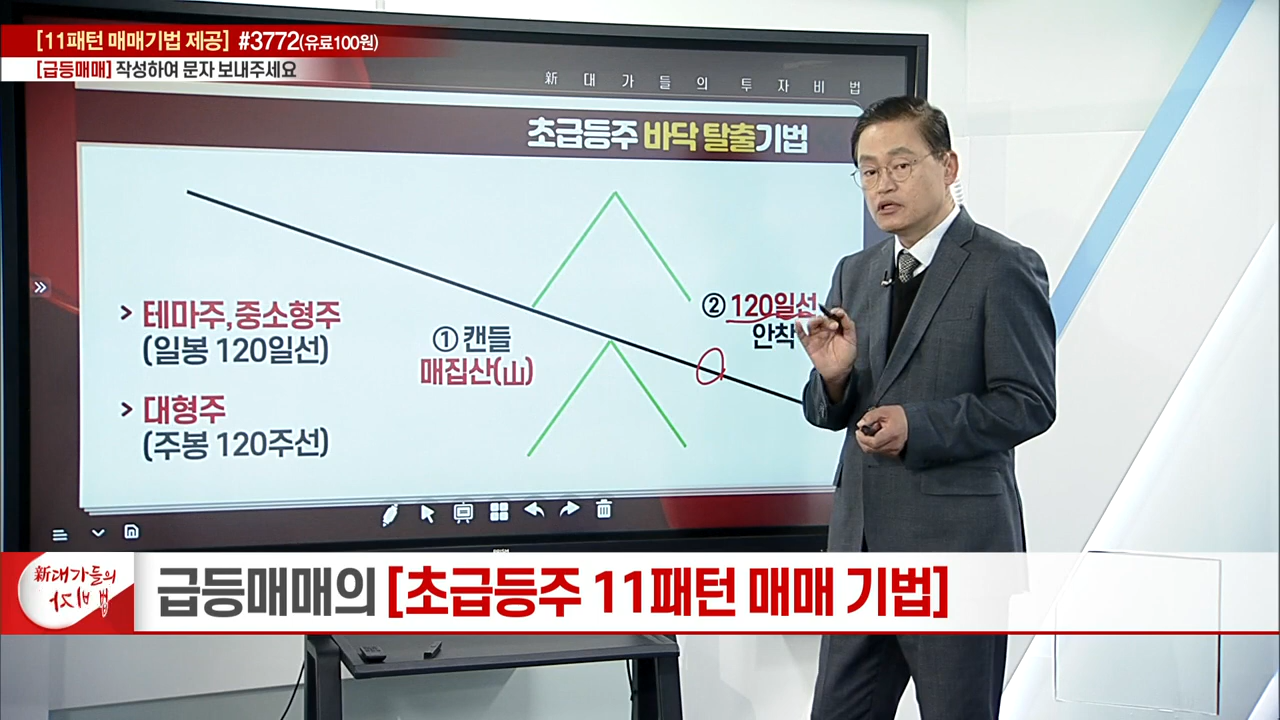 [11패턴 매매기법 제공] #3772(유료100원)
[급등매매] 작성하여 문자 보내주세요
新대가들의 투자비법
초급등주 바닥 탈출기법
> 테마주,중소형주
(일봉 120일선)
> 대형주
(주봉 120주선)
① 캔들
매집산(山)
② 120일선
안착
新대가들의
투자비법
급등매매의 [초급등주 11패턴 매매 기법]